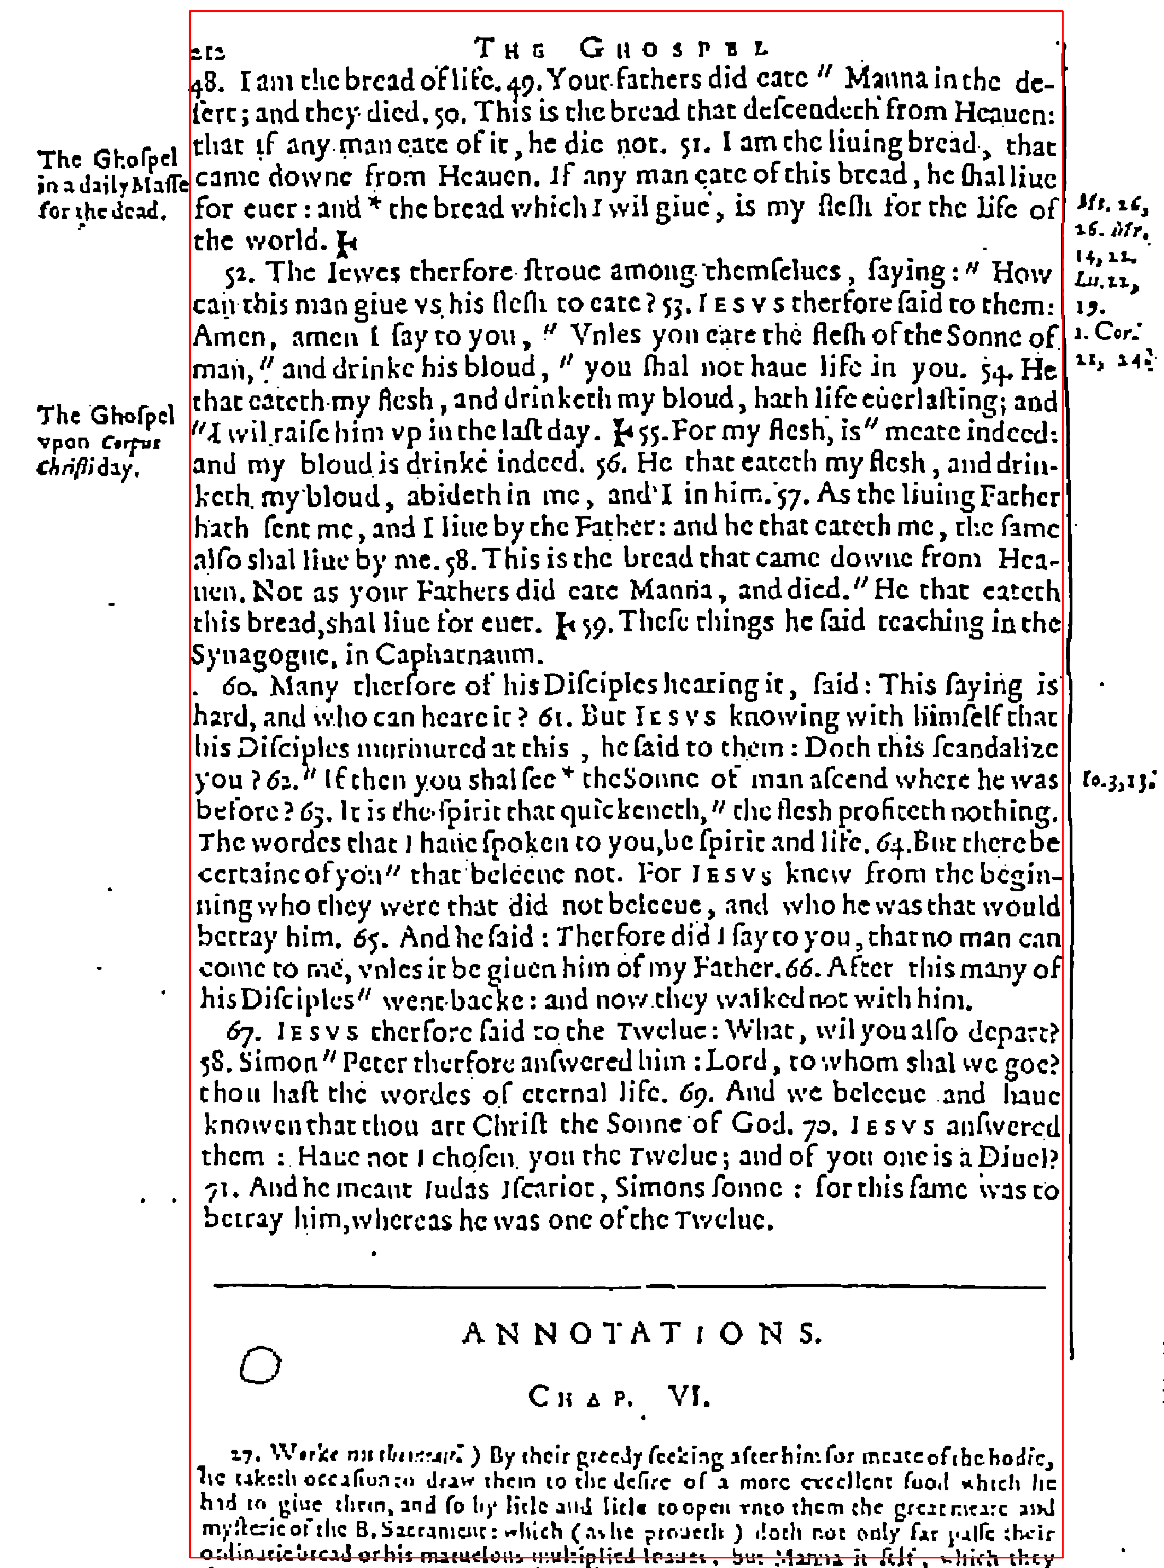 212 THE GHOSPEL
48. I am the bread of life. 49. Your fathers did eate " Manna in the de-
ſert; and they died. 50. This is the bread that deſcendeth from Heauen:
that if any man eate of it, he die not. 51. I am the liuing bread, that
came downe from Heauen. If any man eate of this bread, he ſhal liue
for euer: and * the bread which I wil giue, is my fleſh for the life of
the world.
52. The Iewes therfore ſtroue among themſelues, ſaying: " How
can this man giue vs his fleſh to eate? 53. IESVS therfore ſaid to them:
Amen, amen I ſay to you, " Vnles you eate the fleſh of the Sonne of
man, " and drinke his bloud, " you ſhal not haue life in you. 54. He
that eateth my flesh, and drinketh my bloud, hath life euerlaſting; and
"I wil raiſe him vp in the laſt day. 55. For my flesh, is " meate indeed:
and my bloud is drinke indeed. 56. He that eateth my flesh, and drin-
keth my bloud, abideth in me, and I in him. 57. As the liuing Father
hath ſent me, and I liue by the Father: and he that eateth me, the ſame
alſo shal liue by me. 58. This is the bread that came downe from Hea-
uen. Not as your Fathers did eate Manna, and died. " He that eateth
this bread, shal liue for euer. 59. Theſe things he ſaid teaching in the
Synagogue, in Capharnaum.
60. Many therfore of his Diſciples hearing it, ſaid: This ſaying is
hard, and who can heare it? 61. But IESVS knowing with himſelf that
his Diſciples murmured at this, he ſaid to them: Doth this ſcandalize
you? 62. " If then you shal ſee * the Sonne of man aſcend where he was
before? 63. It is the ſpirit that quickeneth, " the flesh profiteth nothing.
The wordes that I haue ſpoken to you, be ſpirit and life. 64. But there be
certaine of you " that beleeue not. For IESVS knew from the begin-
ning who they were that did not beleeue, and who he was that would
betray him. 65. And he ſaid: Therfore did I ſay to you, that no man can
come to me, vnles it be giuen him of my Father. 66. After this many of
his Diſciples " went backe: and now they walked not with him.
67. IESVS therfore ſaid to the Twelue: What, wil you alſo depart?
58. Simon " Peter therfore anſwered him: Lord, to whom shal we goe?
thou haſt the wordes of eternal life. 69. And we beleeue and haue
knowen that thou art Chriſt the Sonne of God. 70. IESVS anſwered
them: Haue not I choſen you the Twelue; and of you one is a Diuel?
71. And he meant Iudas Iſcariot, Simons ſonne: for this ſame was to
betray him, whereas he was one of the Twelue.
The Ghoſpel
in a daily Maſſe
for the dead.
The Ghoſpel
vpon Corpus
Chriſti day.
Mt. 26,
26. Mr.
14, 22.
Lu. 22,
19.
1. Cor.
11, 24.
Io. 3, 13.
ANNOTATIONS.
CHAP. VI.
27. Worke not ) By their greedy ſeeking after him for meate of the bodie,
he taketh occaſion to draw them to the deſire of a more excellent food which he
had to giue them, and ſo by litle and litle to open vnto them the great meate and
myſterie of the B. Sacrament: which (as he proueth) doth not only far paſſe their
ordinarie bread or his maruelous multiplied loaues, but Manna it ſelf, which they